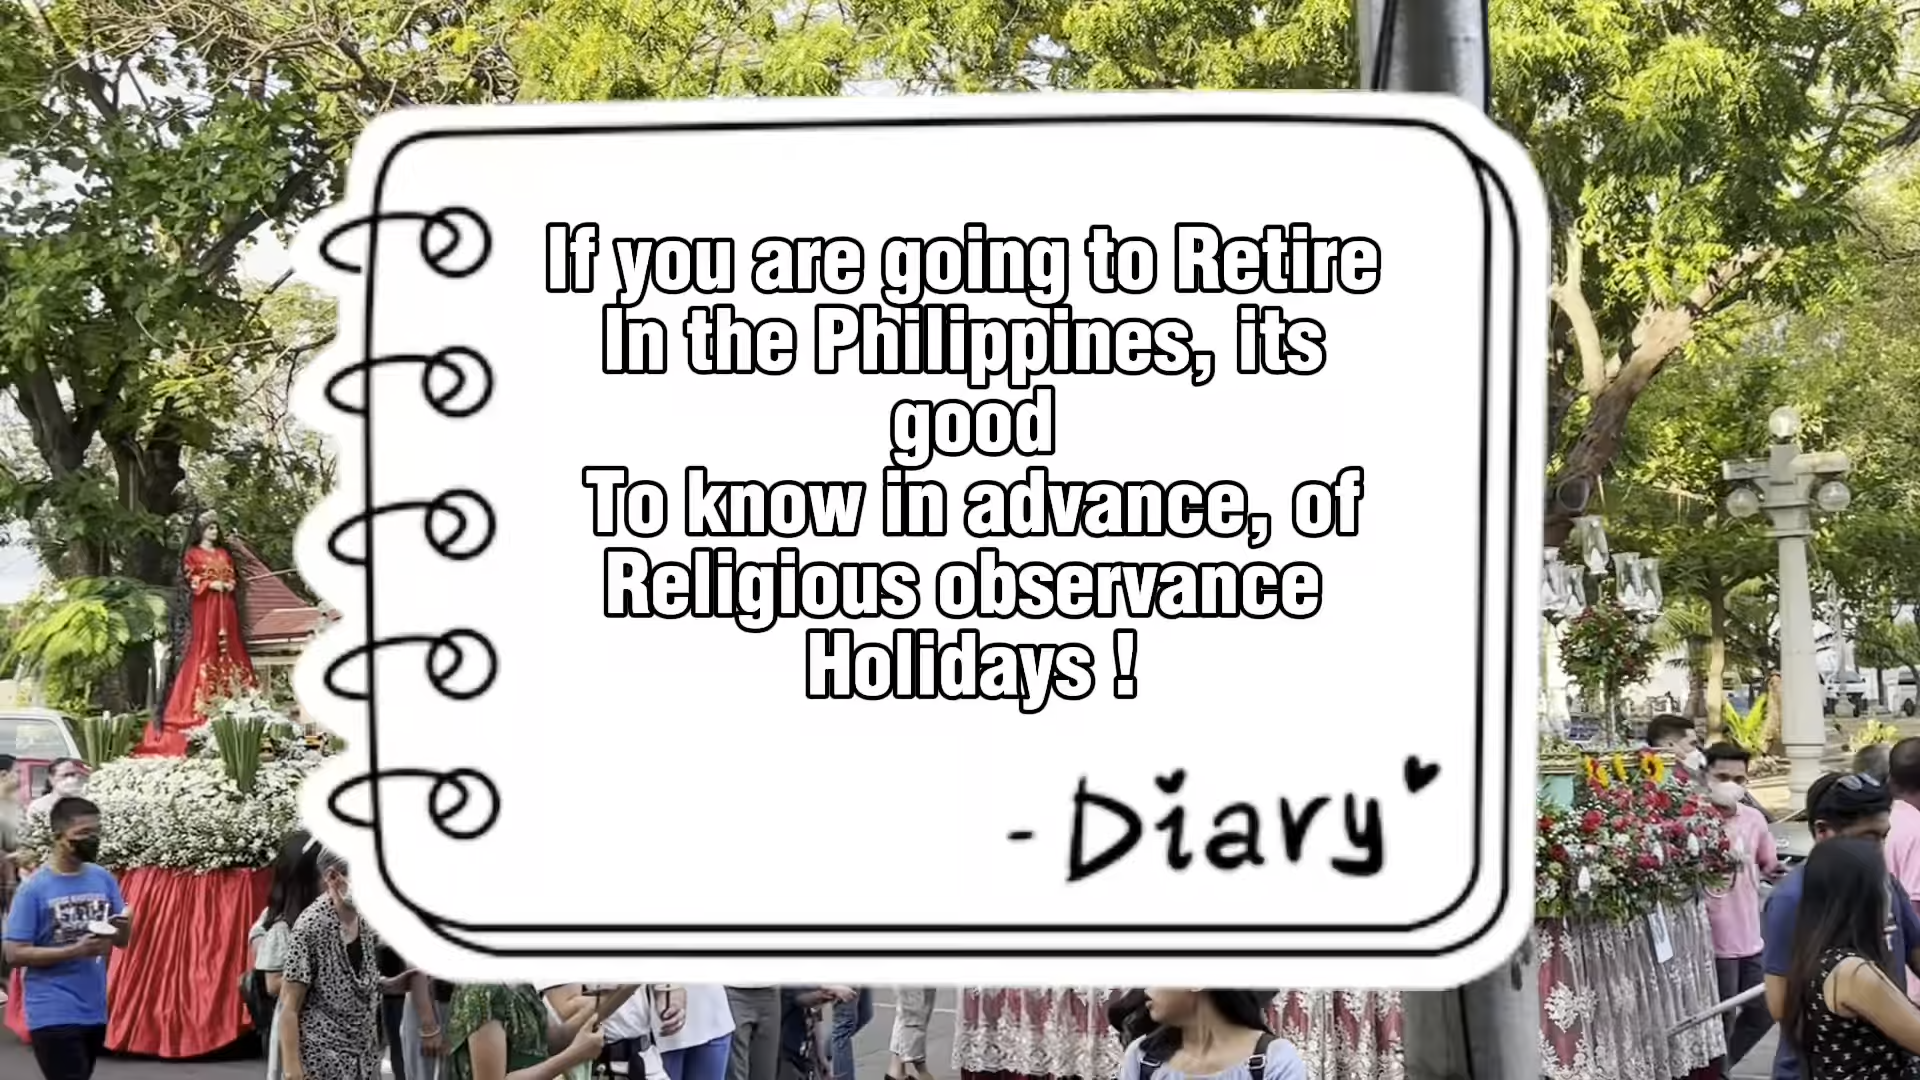 If you are going to Retire
In the Philippines, its
good
To know in advance, of
Religious observance
Holidays !
- Diary